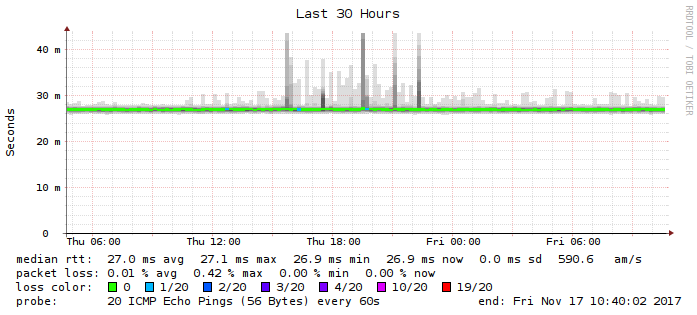 Last 30 Hours
RRDTOOL / TOBI OETIKER
Seconds
40 m
30 m
20 m
10 m
0
Thu 06:00 Thu 12:00 Thu 18:00 Fri 00:00 Fri 06:00
median rtt: 27.0 ms avg 27.1 ms max 26.9 ms min 26.9 ms now 0.0 ms sd 590.6 am/s
packet loss: 0.01 % avg 0.42 % max 0.00 % min 0.00 % now
loss color: 0 1/20 2/20 3/20 4/20 10/20 19/20
probe: 20 ICMP Echo Pings (56 Bytes) every 60s end: Fri Nov 17 10:40:02 2017